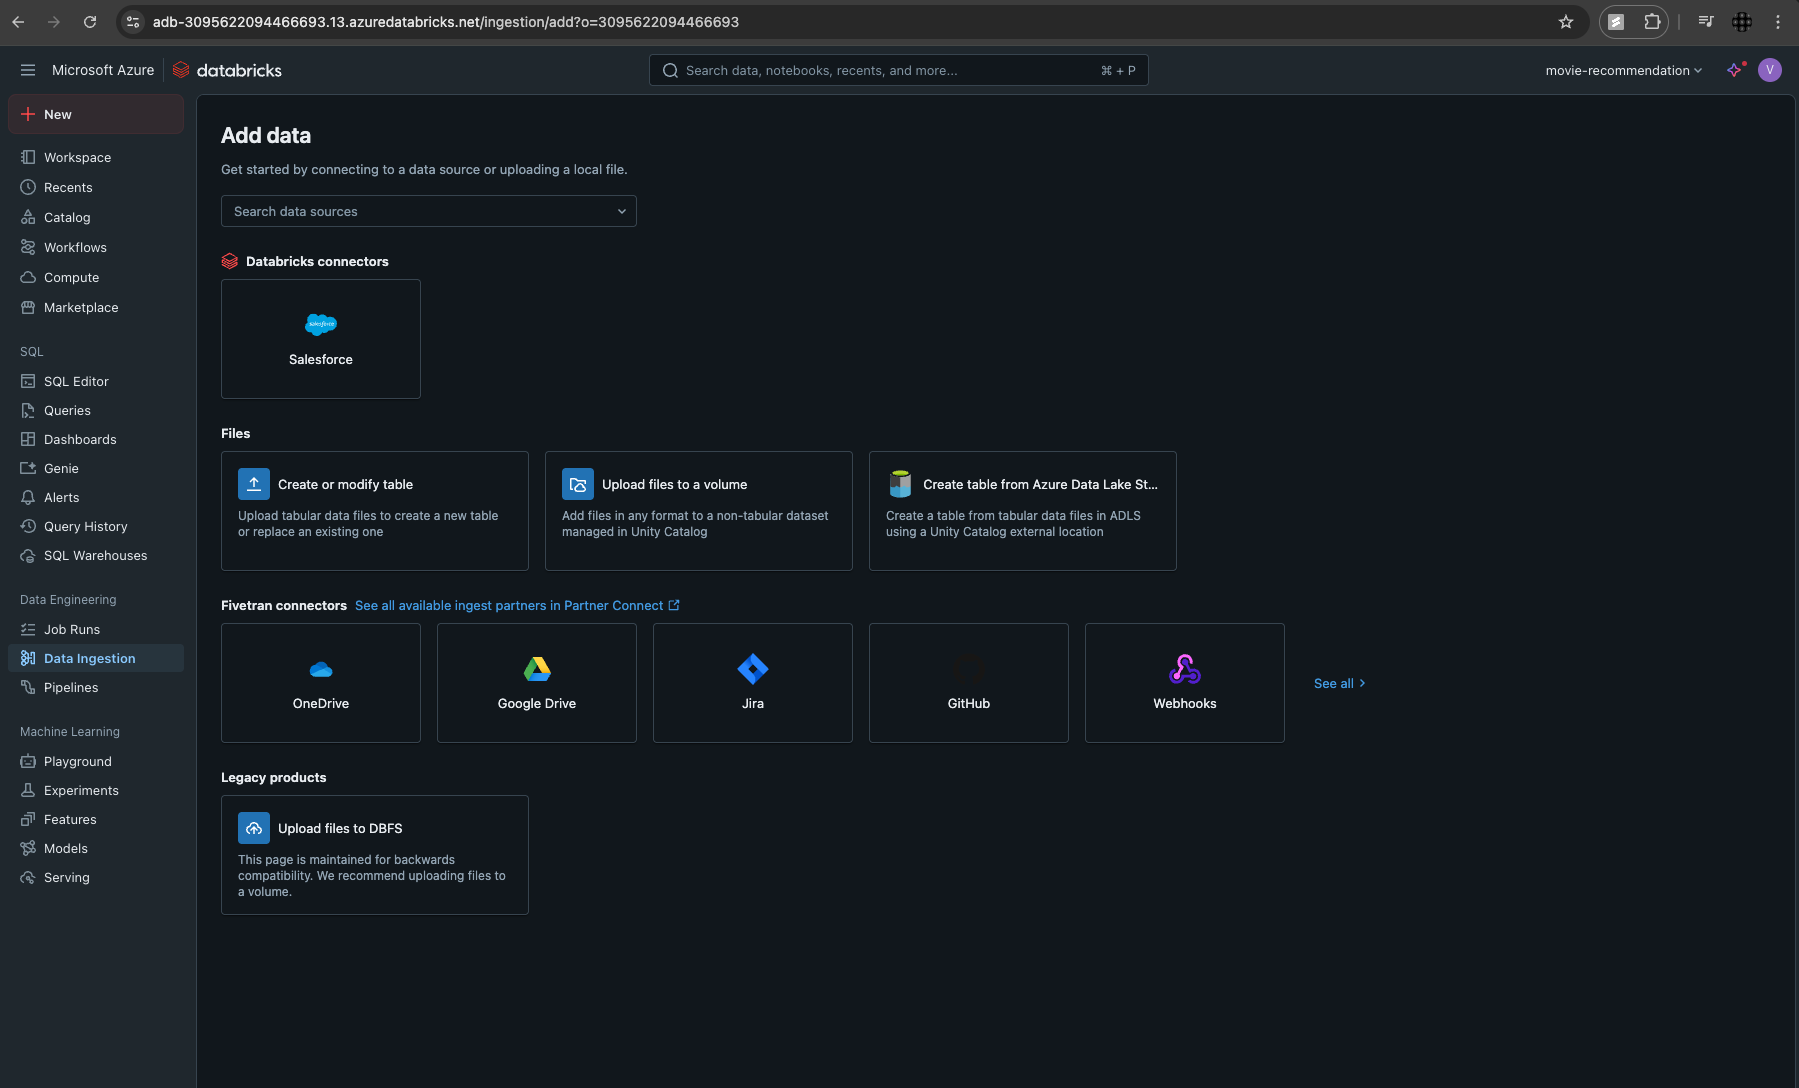 adb-3095622094466693.13.azuredatabricks.net/ingestion/add?o=3095622094466693
Microsoft Azure
databricks
Search data, notebooks, recents, and more...
⌘ + P
movie-recommendation
V
New
Workspace
Recents
Catalog
Workflows
Compute
Marketplace
SQL
SQL Editor
Queries
Dashboards
Genie
Alerts
Query History
SQL Warehouses
Data Engineering
Job Runs
Data Ingestion
Pipelines
Machine Learning
Playground
Experiments
Features
Models
Serving
Add data
Get started by connecting to a data source or uploading a local file.
Search data sources
Databricks connectors
salesforce
Salesforce
Files
Create or modify table
Upload tabular data files to create a new table
or replace an existing one
Upload files to a volume
Add files in any format to a non-tabular dataset
managed in Unity Catalog
Create table from Azure Data Lake St...
Create a table from tabular data files in ADLS
using a Unity Catalog external location
Fivetran connectors See all available ingest partners in Partner Connect
OneDrive
Google Drive
Jira
GitHub
Webhooks
See all
Legacy products
Upload files to DBFS
This page is maintained for backwards
compatibility. We recommend uploading files to
a volume.